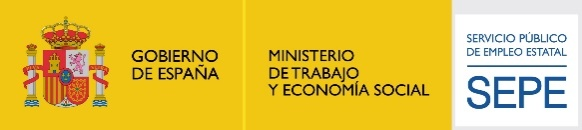 GOBIERNO
DE ESPAÑA
MINISTERIO
DE TRABAJO
Y ECONOMÍA SOCIAL
SERVICIO PÚBLICO
DE EMPLEO ESTATAL
SEPE